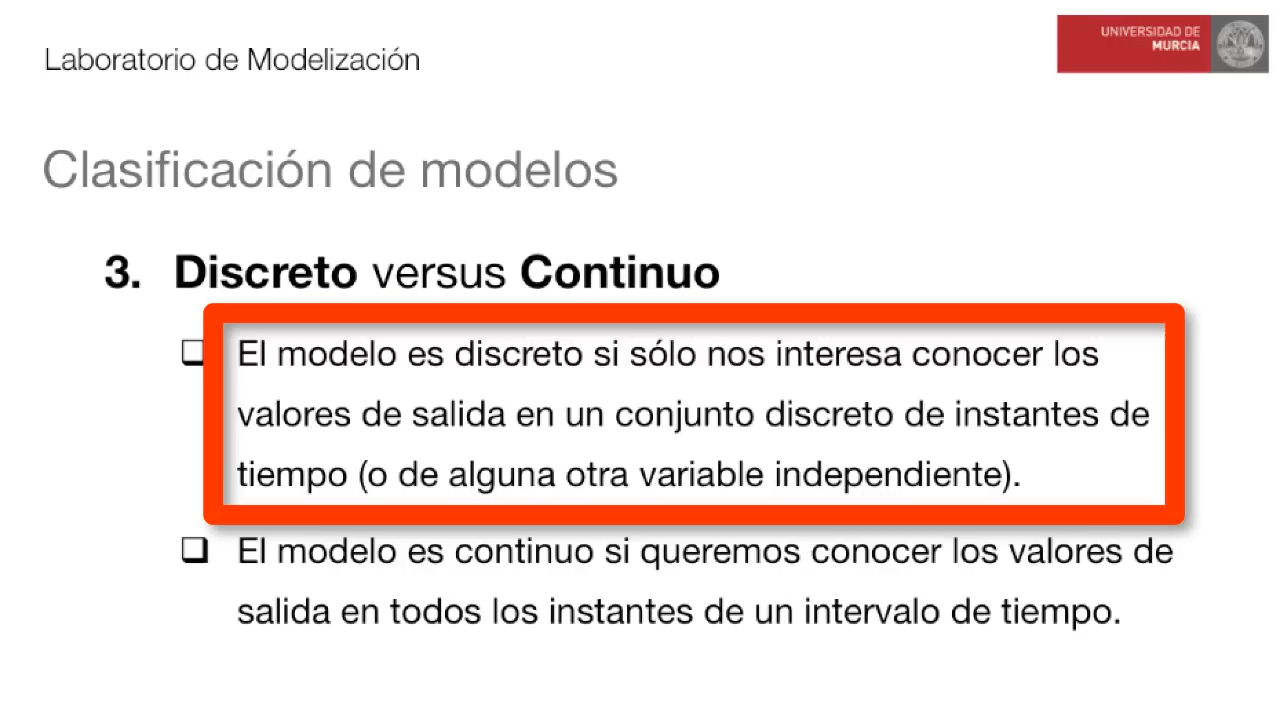 Laboratorio de Modelización
UNIVERSIDAD DE
MURCIA
Clasificación de modelos
3. Discreto versus Continuo
El modelo es discreto si sólo nos interesa conocer los
valores de salida en un conjunto discreto de instantes de
tiempo (o de alguna otra variable independiente).
El modelo es continuo si queremos conocer los valores de
salida en todos los instantes de un intervalo de tiempo.